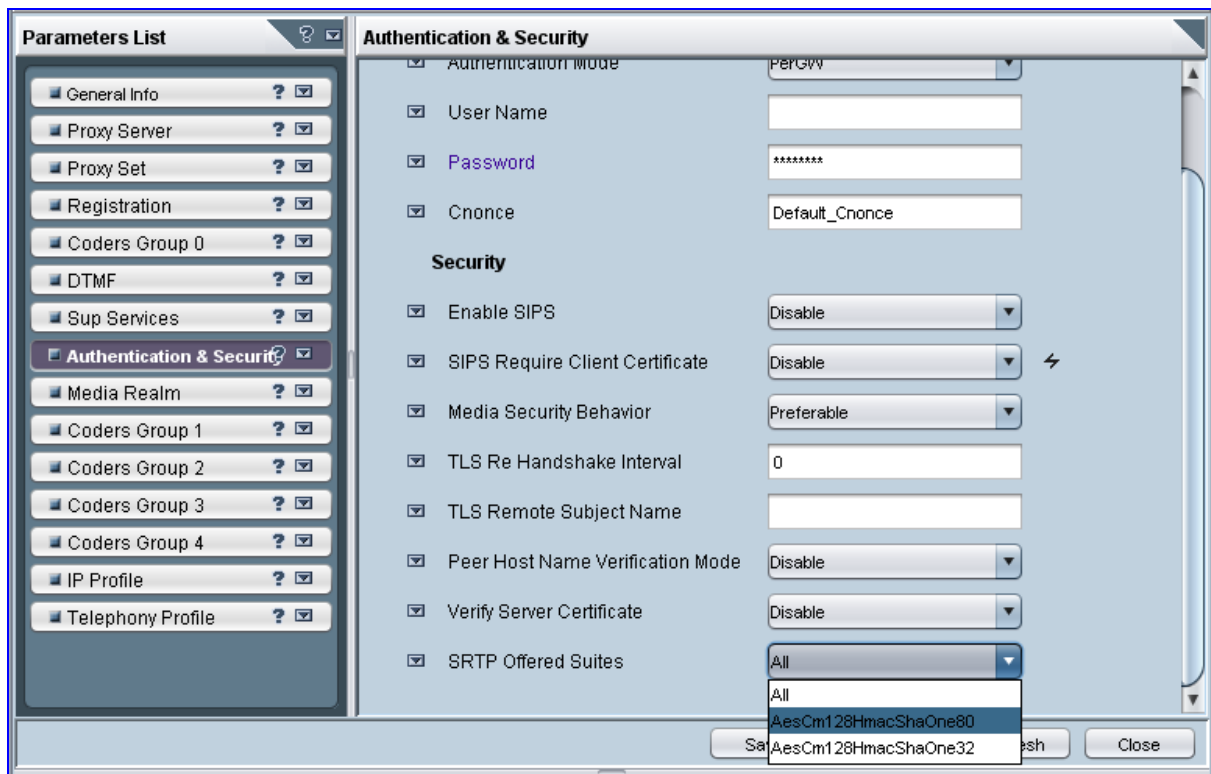 Parameters List ?
General Info ?
Proxy Server ?
Proxy Set ?
Registration ?
Coders Group 0 ?
DTMF ?
Sup Services ?
Authentication & Security ?
Media Realm ?
Coders Group 1 ?
Coders Group 2 ?
Coders Group 3 ?
Coders Group 4 ?
IP Profile ?
Telephony Profile ?
Authentication & Security
Authentication Mode PerGW
User Name
Password ********
Cnonce Default_Cnonce
Security
Enable SIPS Disable
SIPS Require Client Certificate Disable
Media Security Behavior Preferable
TLS Re Handshake Interval 0
TLS Remote Subject Name
Peer Host Name Verification Mode Disable
Verify Server Certificate Disable
SRTP Offered Suites All
All
AesCm128HmacShaOne80
AesCm128HmacShaOne32
Close